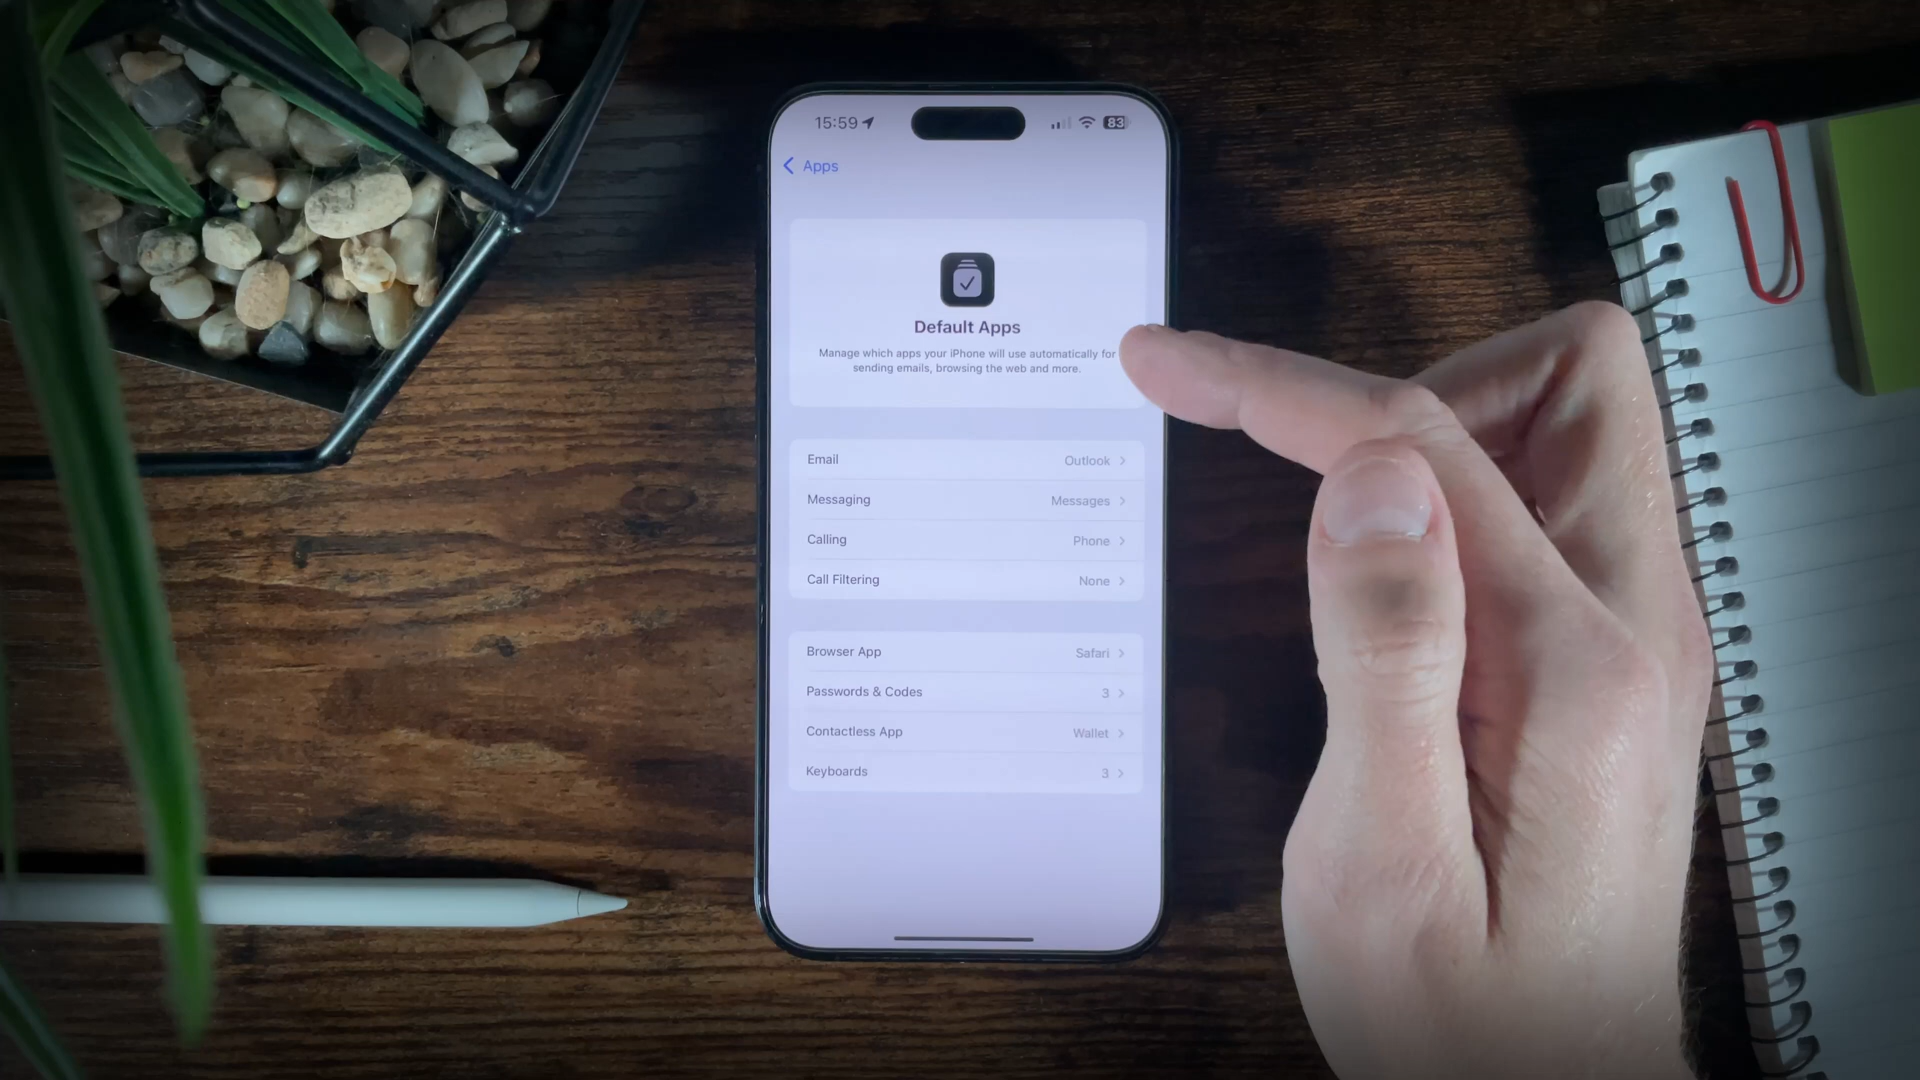 15:59
83
Apps
Default Apps
Manage which apps your iPhone will use automatically for
sending emails, browsing the web and more.
Email Outlook
Messaging Messages
Calling Phone
Call Filtering None
Browser App Safari
Passwords & Codes 3
Contactless App Wallet
Keyboards 3